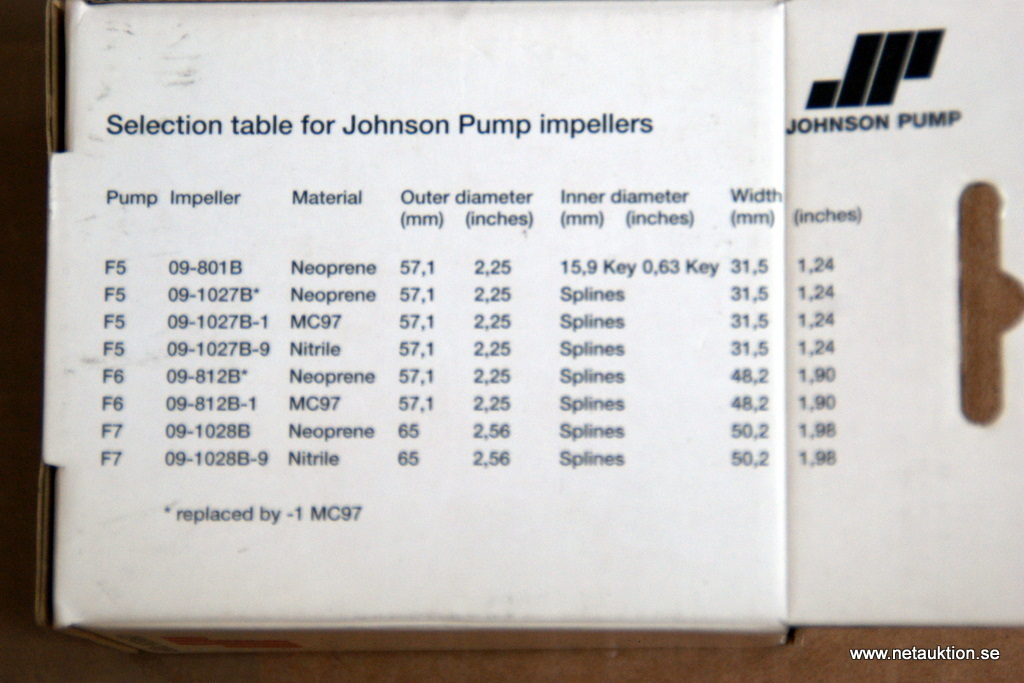 JOHNSON PUMP
Selection table for Johnson Pump impellers
Pump Impeller Material Outer diameter Inner diameter Width
(mm) (inches) (mm) (inches) (mm) (inches)
F5 09-801B Neoprene 57,1 2,25 15,9 Key 0,63 Key 31,5 1,24
F5 09-1027B* Neoprene 57,1 2,25 Splines 31,5 1,24
F5 09-1027B-1 MC97 57,1 2,25 Splines 31,5 1,24
F5 09-1027B-9 Nitrile 57,1 2,25 Splines 31,5 1,24
F6 09-812B* Neoprene 57,1 2,25 Splines 48,2 1,90
F6 09-812B-1 MC97 57,1 2,25 Splines 48,2 1,90
F7 09-1028B Neoprene 65 2,56 Splines 50,2 1,98
F7 09-1028B-9 Nitrile 65 2,56 Splines 50,2 1,98
* replaced by -1 MC97
www.netauktion.se